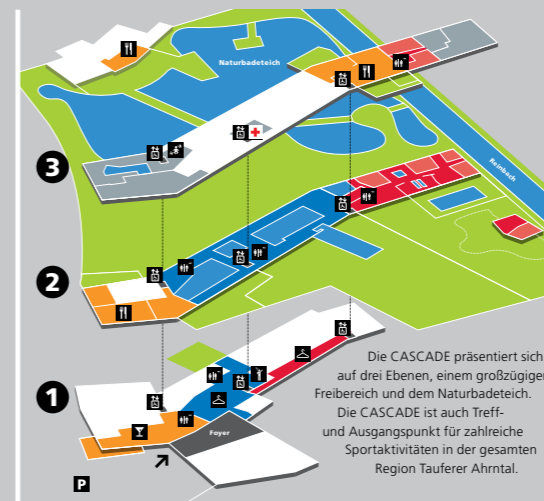 Naturbadeteich
3
Reinbach
2
1
Foyer
P
Die CASCADE präsentiert sich
auf drei Ebenen, einem großzügigen
Freibereich und dem Naturbadeteich.
Die CASCADE ist auch Treff-
und Ausgangspunkt für zahlreiche
Sportaktivitäten in der gesamten
Region Tauferer Ahrntal.